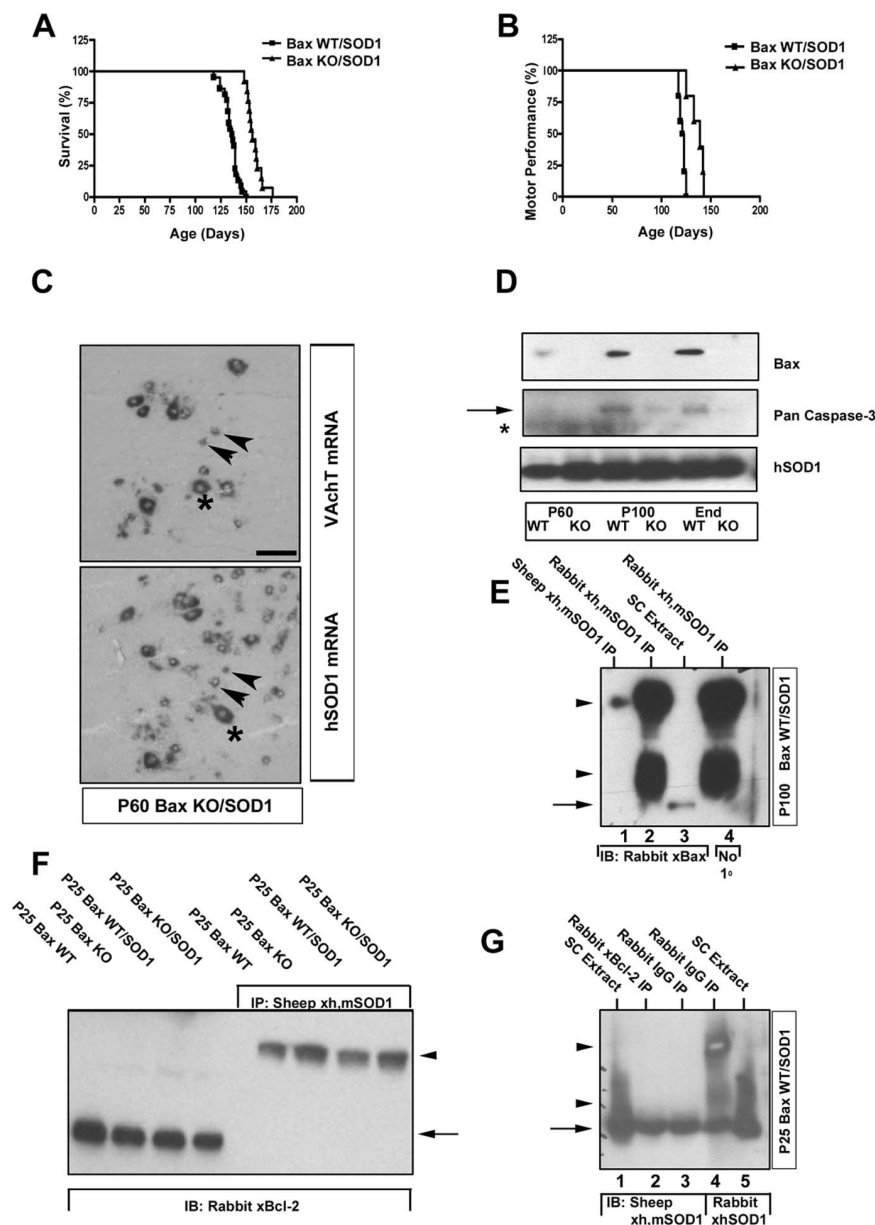 A
Bax WT/SOD1
Bax KO/SOD1
Survival (%)
100
75
50
25
0
0 25 50 75 100 125 150 175 200
Age (Days)
B
Bax WT/SOD1
Bax KO/SOD1
Motor Performance (%)
100
75
50
25
0
0 50 100 150 200
Age (Days)
C
VAchT mRNA
*
hSOD1 mRNA
*
P60 Bax KO/SOD1
D
Bax
Pan Caspase-3
*
hSOD1
P60 P100 End
WT KO WT KO WT KO
E
Sheep xh,mSOD1 IP
Rabbit xh,mSOD1 IP
SC Extract
Rabbit xh,mSOD1 IP
P100 Bax WT/SOD1
1 2 3 4
IB: Rabbit xBax
No
1º
F
P25 Bax WT
P25 Bax KO
P25 Bax WT/SOD1
P25 Bax KO/SOD1
P25 Bax WT
P25 Bax KO
P25 Bax WT/SOD1
P25 Bax KO/SOD1
IP: Sheep xh,mSOD1
IB: Rabbit xBcl-2
G
SC Extract
Rabbit xBcl-2 IP
Rabbit IgG IP
Rabbit IgG IP
SC Extract
P25 Bax WT/SOD1
1 2 3 4 5
IB: Sheep
xh,mSOD1
Rabbit
xhSOD1